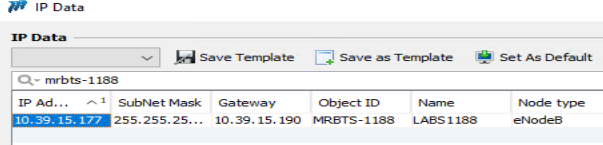 IP Data
IP Data
Save Template Save as Template Set As Default
mrbts-1188
IP Ad... 1 SubNet Mask Gateway Object ID Name Node type
10.39.15.177 255.255.25... 10.39.15.190 MRBTS-1188 LABS1188 eNodeB